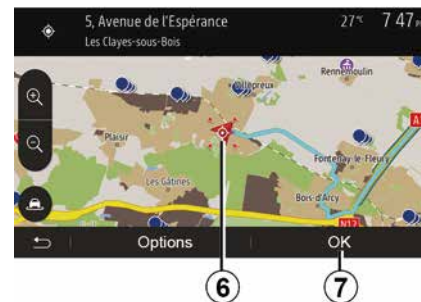 5, Avenue de l'Espérance
27°C
7 47
Les Clayes-sous-Bois
Rennemoulin
Plaisir
Fontenay-le-Fleury
Les Gâtines
Bois-d'Arcy
N12
Options
OK
6
7